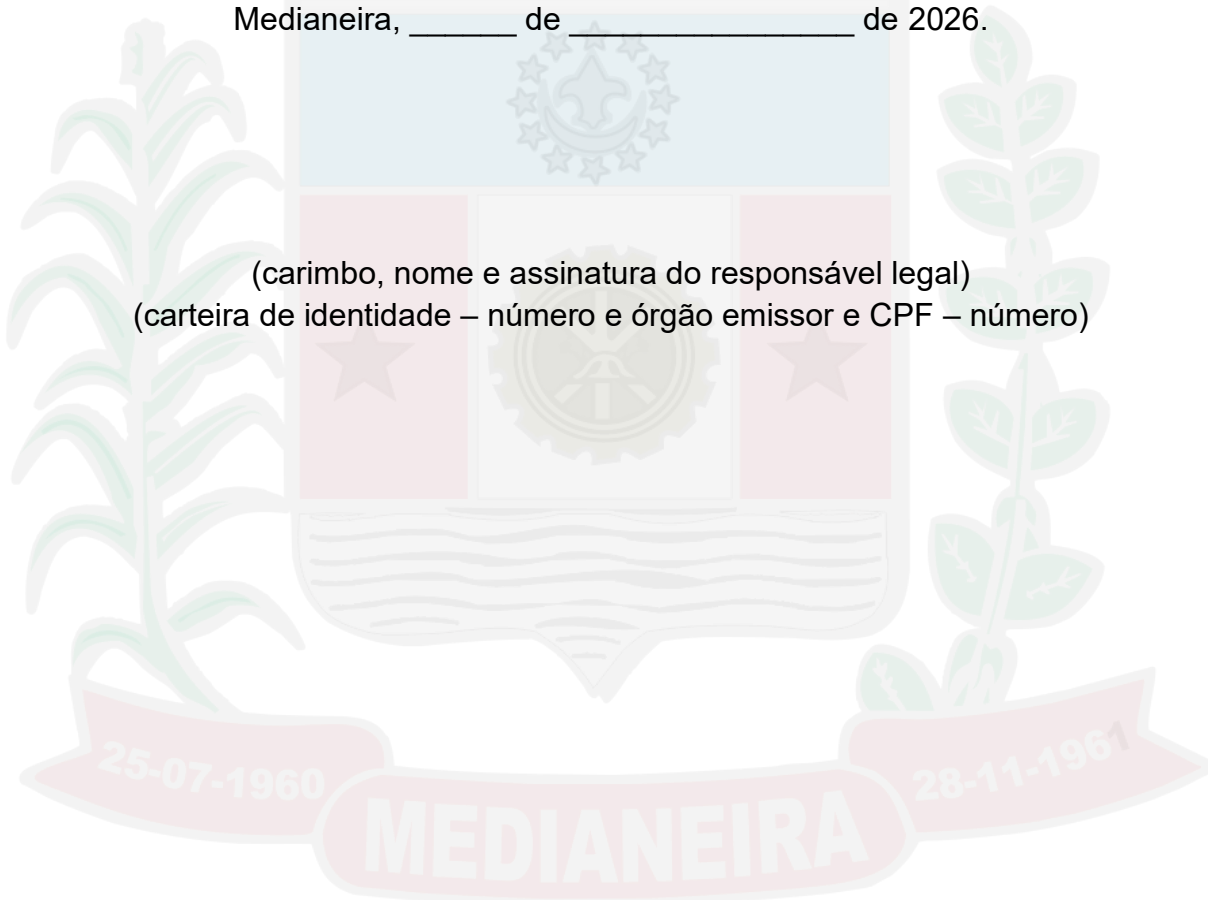 Medianeira, ______ de ________________ de 2026.
(carimbo, nome e assinatura do responsável legal)
(carteira de identidade – número e órgão emissor e CPF – número)
25-07-1960
28-11-1961
MEDIANEIRA